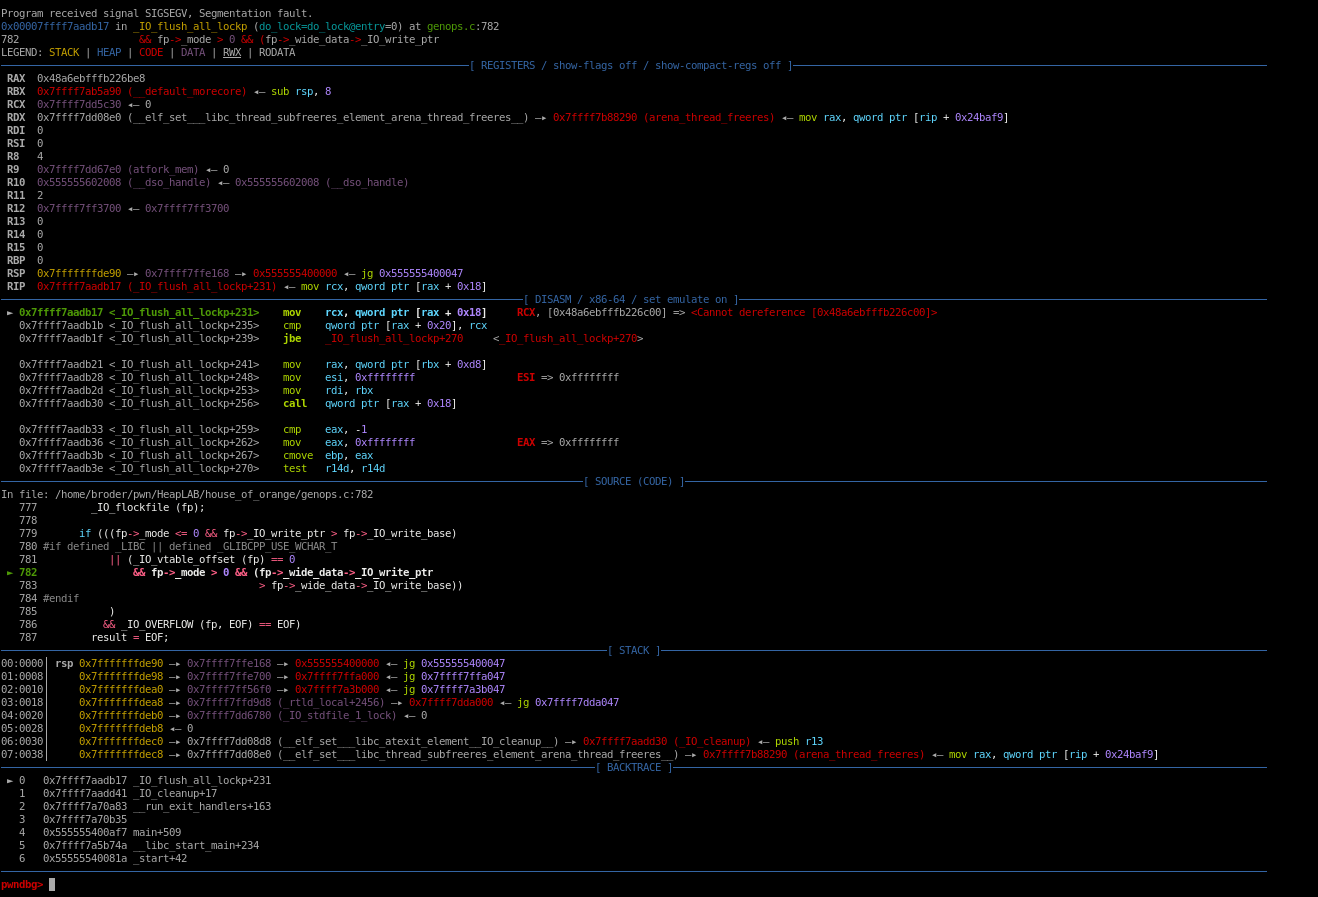 Program received signal SIGSEGV, Segmentation fault.
0x00007ffff7aadb17 in _IO_flush_all_lockp (do_lock=do_lock@entry=0) at genops.c:782
782                    && fp->_mode > 0 && (fp->_wide_data->_IO_write_ptr
LEGEND: STACK | HEAP | CODE | DATA | RWX | RODATA
[ REGISTERS / show-flags off / show-compact-regs off ]
RAX  0x48a6ebfffb226be8
RBX  0x7ffff7ab5a90 (__default_morecore) ◂— sub rsp, 8
RCX  0x7ffff7dd5c30 ◂— 0
RDX  0x7ffff7dd08e0 (__elf_set___libc_thread_subfreeres_element_arena_thread_freeres__) —▸ 0x7ffff7b88290 (arena_thread_freeres) ◂— mov rax, qword ptr [rip + 0x24baf9]
RDI  0
RSI  0
R8   4
R9   0x7ffff7dd67e0 (atfork_mem) ◂— 0
R10  0x555555602008 (__dso_handle) ◂— 0x555555602008 (__dso_handle)
R11  2
R12  0x7ffff7ff3700 ◂— 0x7ffff7ff3700
R13  0
R14  0
R15  0
RBP  0
RSP  0x7fffffffde90 —▸ 0x7ffff7ffe168 —▸ 0x555555400000 ◂— jg 0x555555400047
RIP  0x7ffff7aadb17 (_IO_flush_all_lockp+231) ◂— mov rcx, qword ptr [rax + 0x18]
[ DISASM / x86-64 / set emulate on ]
► 0x7ffff7aadb17 <_IO_flush_all_lockp+231>    mov    rcx, qword ptr [rax + 0x18]     RCX, [0x48a6ebfffb226c00] => <Cannot dereference [0x48a6ebfffb226c00]>
0x7ffff7aadb1b <_IO_flush_all_lockp+235>    cmp    qword ptr [rax + 0x20], rcx
0x7ffff7aadb1f <_IO_flush_all_lockp+239>    jbe    _IO_flush_all_lockp+270     <_IO_flush_all_lockp+270>
0x7ffff7aadb21 <_IO_flush_all_lockp+241>    mov    rax, qword ptr [rbx + 0xd8]
0x7ffff7aadb28 <_IO_flush_all_lockp+248>    mov    esi, 0xffffffff                 ESI => 0xffffffff
0x7ffff7aadb2d <_IO_flush_all_lockp+253>    mov    rdi, rbx
0x7ffff7aadb30 <_IO_flush_all_lockp+256>    call   qword ptr [rax + 0x18]
0x7ffff7aadb33 <_IO_flush_all_lockp+259>    cmp    eax, -1
0x7ffff7aadb36 <_IO_flush_all_lockp+262>    mov    eax, 0xffffffff                 EAX => 0xffffffff
0x7ffff7aadb3b <_IO_flush_all_lockp+267>    cmove  ebp, eax
0x7ffff7aadb3e <_IO_flush_all_lockp+270>    test   r14d, r14d
[ SOURCE (CODE) ]
In file: /home/broder/pwn/HeapLAB/house_of_orange/genops.c:782
777         _IO_flockfile (fp);
778
779       if (((fp->_mode <= 0 && fp->_IO_write_ptr > fp->_IO_write_base)
780 #if defined _LIBC || defined _GLIBCPP_USE_WCHAR_T
781            || (_IO_vtable_offset (fp) == 0
► 782                && fp->_mode > 0 && (fp->_wide_data->_IO_write_ptr
783                                     > fp->_wide_data->_IO_write_base))
784 #endif
785            )
786           && _IO_OVERFLOW (fp, EOF) == EOF)
787         result = EOF;
[ STACK ]
00:0000│ rsp 0x7fffffffde90 —▸ 0x7ffff7ffe168 —▸ 0x555555400000 ◂— jg 0x555555400047
01:0008│     0x7fffffffde98 —▸ 0x7ffff7ffe700 —▸ 0x7ffff7ffa000 ◂— jg 0x7ffff7ffa047
02:0010│     0x7fffffffdea0 —▸ 0x7ffff7ff56f0 —▸ 0x7ffff7a3b000 ◂— jg 0x7ffff7a3b047
03:0018│     0x7fffffffdea8 —▸ 0x7ffff7ffd9d8 (_rtld_local+2456) —▸ 0x7ffff7dda000 ◂— jg 0x7ffff7dda047
04:0020│     0x7fffffffdeb0 —▸ 0x7ffff7dd6780 (_IO_stdfile_1_lock) ◂— 0
05:0028│     0x7fffffffdeb8 ◂— 0
06:0030│     0x7fffffffdec0 —▸ 0x7ffff7dd08d8 (__elf_set___libc_atexit_element__IO_cleanup__) —▸ 0x7ffff7aadd30 (_IO_cleanup) ◂— push r13
07:0038│     0x7fffffffdec8 —▸ 0x7ffff7dd08e0 (__elf_set___libc_thread_subfreeres_element_arena_thread_freeres__) —▸ 0x7ffff7b88290 (arena_thread_freeres) ◂— mov rax, qword ptr [rip + 0x24baf9]
[ BACKTRACE ]
► 0   0x7ffff7aadb17 _IO_flush_all_lockp+231
1   0x7ffff7aadd41 _IO_cleanup+17
2   0x7ffff7a70a83 __run_exit_handlers+163
3   0x7ffff7a70b35
4   0x555555400af7 main+509
5   0x7ffff7a5b74a __libc_start_main+234
6   0x55555540081a _start+42
pwndbg>